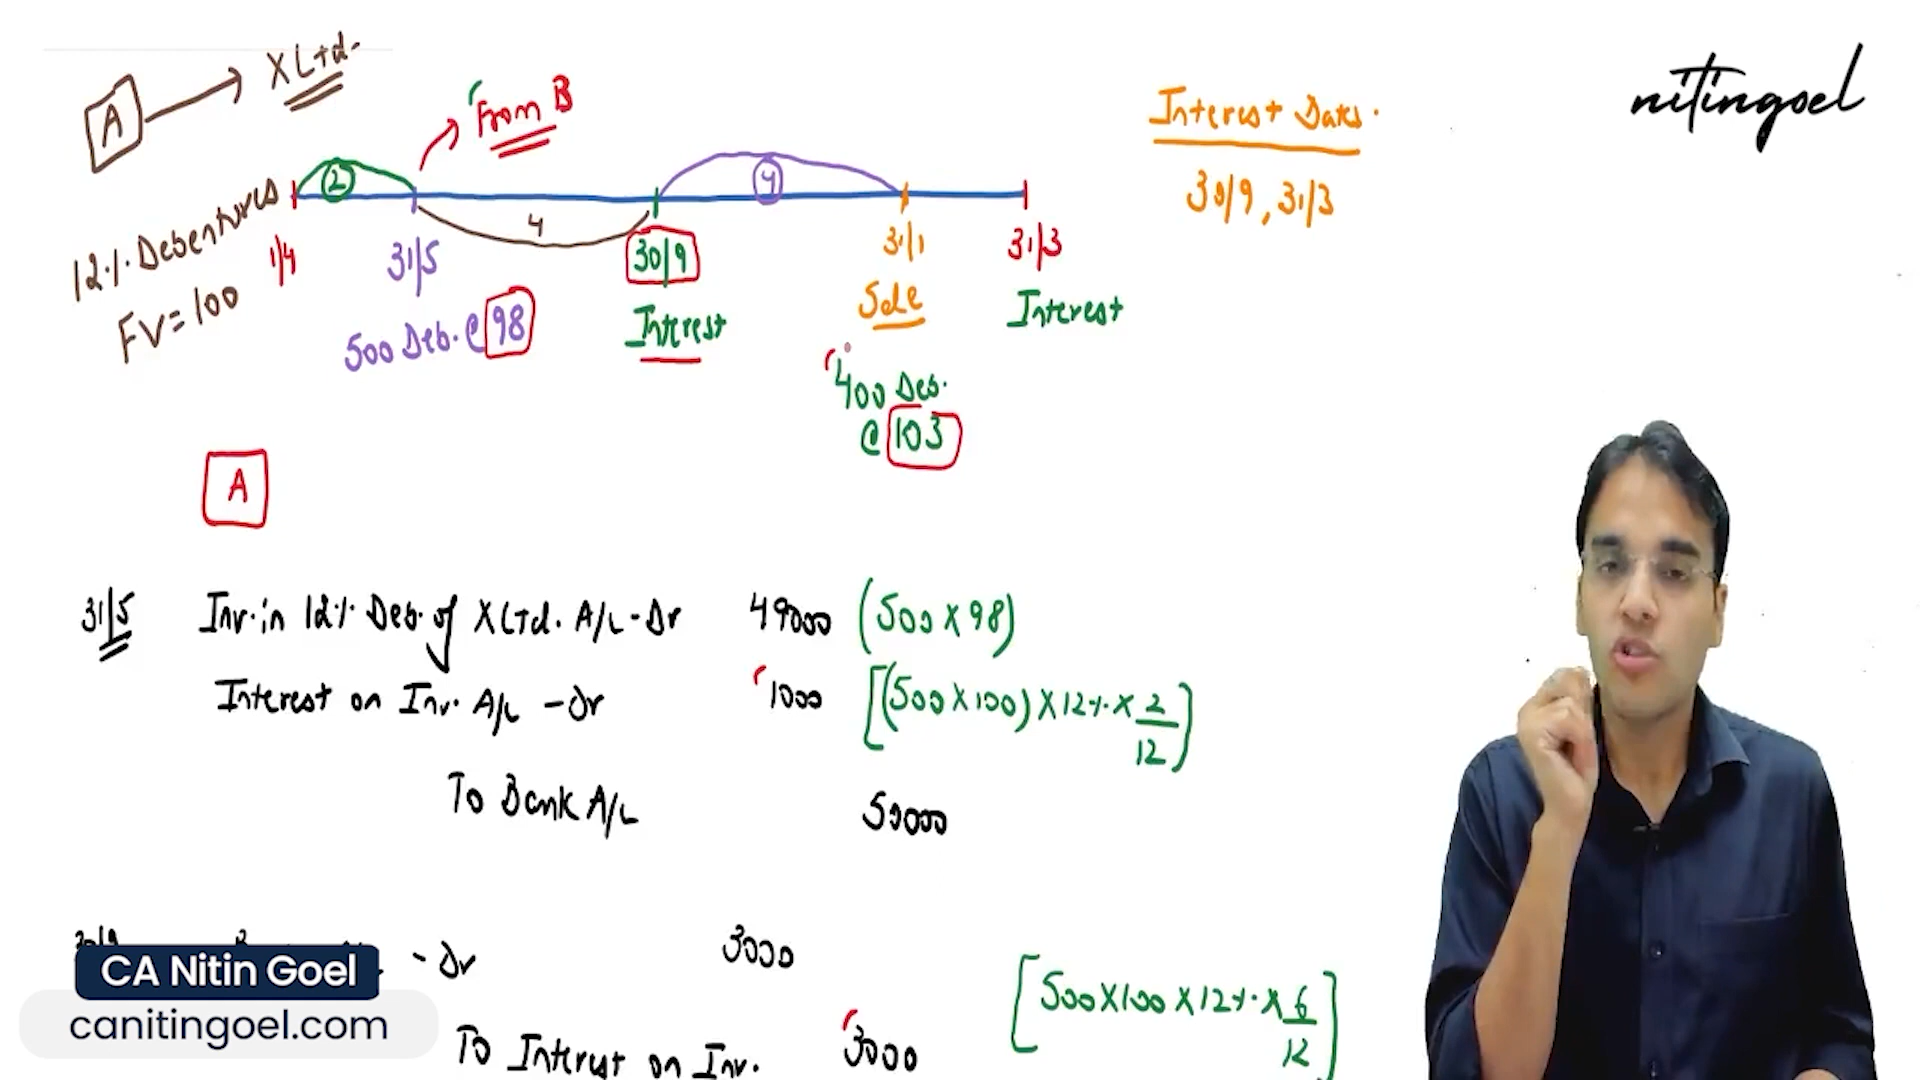 A → X Ltd.
From B
Interest Dates.
nitingoel
2
4
4
30/9, 31/3
12% Debentures
FV = 100
1/4
31/5
30/9
31/1
31/3
500 Deb. @ 98
Interest
Sale
Interest
400 Deb.
@ 103
A
31/5 Inv. in 12% Deb. of X Ltd. A/c - Dr 49000 (500 X 98)
Interest on Inv. A/c - Dr 1000 [(500 X 100) X 12% X 2/12]
To Bank A/c 50000
- Dr 3000
[500 X 100 X 12% X 6/12]
To Interest on Inv. 3000
CA Nitin Goel
canitingoel.com